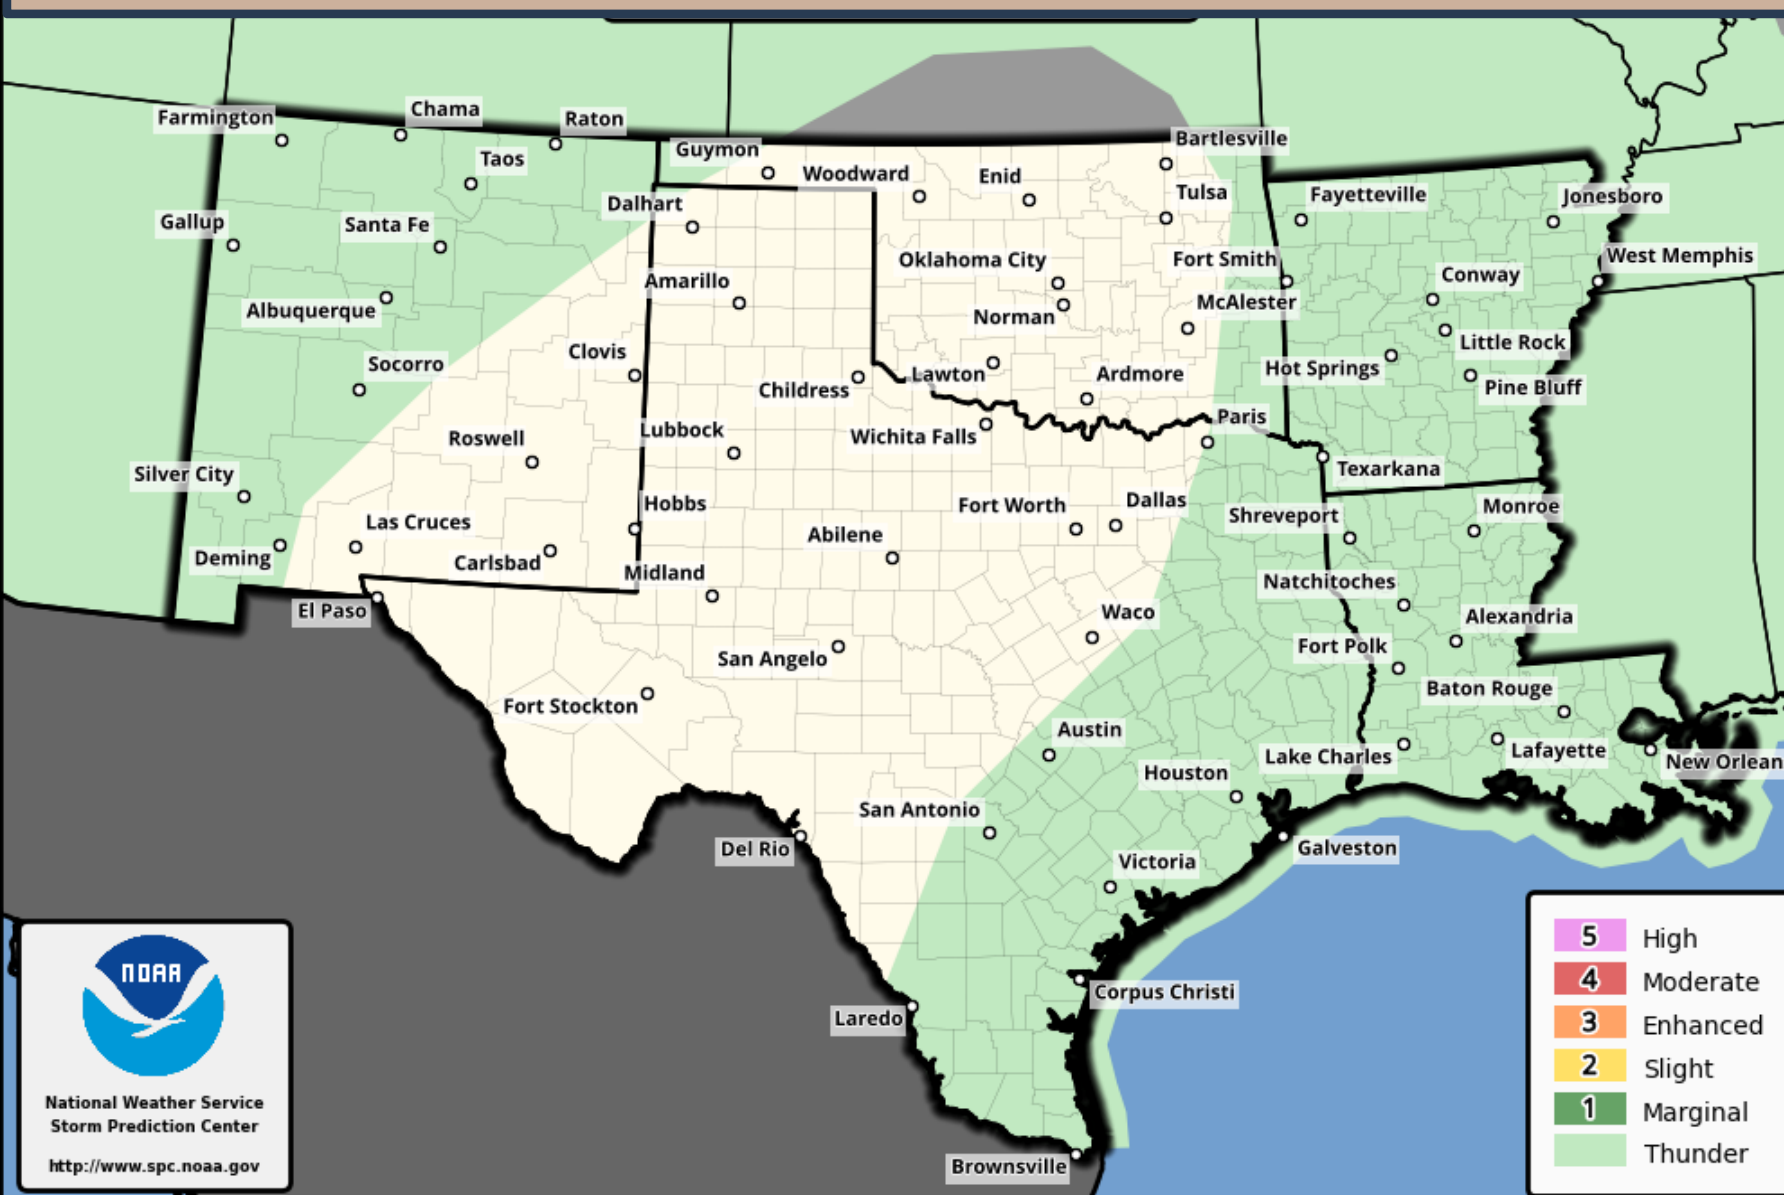 Farmington
Chama
Raton
Guymon
Bartlesville
Taos
Woodward
Enid
Tulsa
Fayetteville
Jonesboro
Dalhart
Gallup
Santa Fe
Oklahoma City
Fort Smith
West Memphis
Amarillo
Conway
Albuquerque
McAlester
Norman
Little Rock
Socorro
Clovis
Childress
Lawton
Ardmore
Hot Springs
Pine Bluff
Roswell
Lubbock
Wichita Falls
Paris
Silver City
Texarkana
Hobbs
Fort Worth
Dallas
Shreveport
Monroe
Las Cruces
Abilene
Deming
Carlsbad
Midland
Natchitoches
El Paso
Waco
Alexandria
San Angelo
Fort Polk
Fort Stockton
Baton Rouge
Austin
Lake Charles
Lafayette
New Orlean
Houston
San Antonio
Del Rio
Galveston
Victoria
Corpus Christi
Laredo
Brownsville
NOAA
National Weather Service
Storm Prediction Center
http://www.spc.noaa.gov
5 High
4 Moderate
3 Enhanced
2 Slight
1 Marginal
Thunder